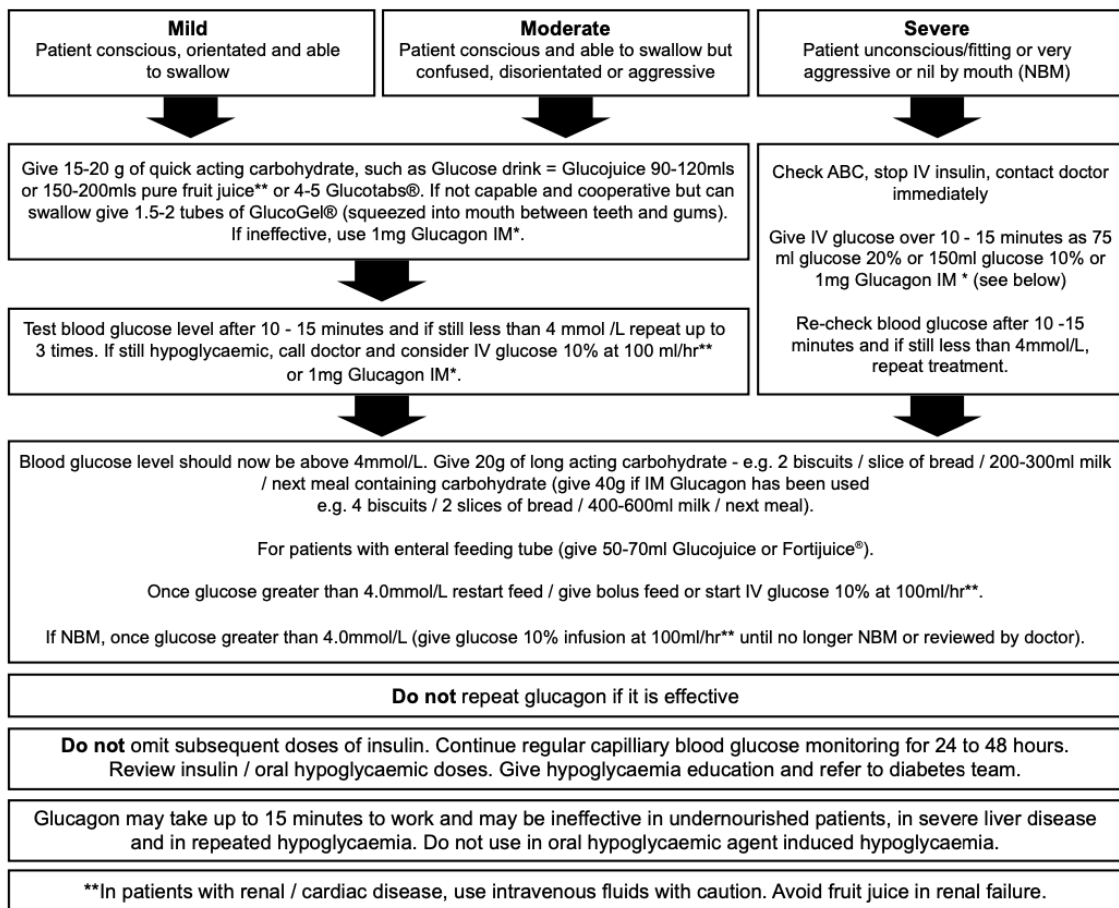 Mild
Patient conscious, orientated and able
to swallow
Moderate
Patient conscious and able to swallow but
confused, disorientated or aggressive
Severe
Patient unconscious/fitting or very
aggressive or nil by mouth (NBM)
Give 15-20 g of quick acting carbohydrate, such as Glucose drink = Glucojuice 90-120mls
or 150-200mls pure fruit juice** or 4-5 Glucotabs®. If not capable and cooperative but can
swallow give 1.5-2 tubes of GlucoGel® (squeezed into mouth between teeth and gums).
If ineffective, use 1mg Glucagon IM*.
Test blood glucose level after 10 - 15 minutes and if still less than 4 mmol /L repeat up to
3 times. If still hypoglycaemic, call doctor and consider IV glucose 10% at 100 ml/hr**
or 1mg Glucagon IM*.
Check ABC, stop IV insulin, contact doctor
immediately
Give IV glucose over 10 - 15 minutes as 75
ml glucose 20% or 150ml glucose 10% or
1mg Glucagon IM * (see below)
Re-check blood glucose after 10 -15
minutes and if still less than 4mmol/L,
repeat treatment.
Blood glucose level should now be above 4mmol/L. Give 20g of long acting carbohydrate - e.g. 2 biscuits / slice of bread / 200-300ml milk
/ next meal containing carbohydrate (give 40g if IM Glucagon has been used
e.g. 4 biscuits / 2 slices of bread / 400-600ml milk / next meal).
For patients with enteral feeding tube (give 50-70ml Glucojuice or Fortijuice®).
Once glucose greater than 4.0mmol/L restart feed / give bolus feed or start IV glucose 10% at 100ml/hr**.
If NBM, once glucose greater than 4.0mmol/L (give glucose 10% infusion at 100ml/hr** until no longer NBM or reviewed by doctor).
Do not repeat glucagon if it is effective
Do not omit subsequent doses of insulin. Continue regular capilliary blood glucose monitoring for 24 to 48 hours.
Review insulin / oral hypoglycaemic doses. Give hypoglycaemia education and refer to diabetes team.
Glucagon may take up to 15 minutes to work and may be ineffective in undernourished patients, in severe liver disease
and in repeated hypoglycaemia. Do not use in oral hypoglycaemic agent induced hypoglycaemia.
**In patients with renal / cardiac disease, use intravenous fluids with caution. Avoid fruit juice in renal failure.